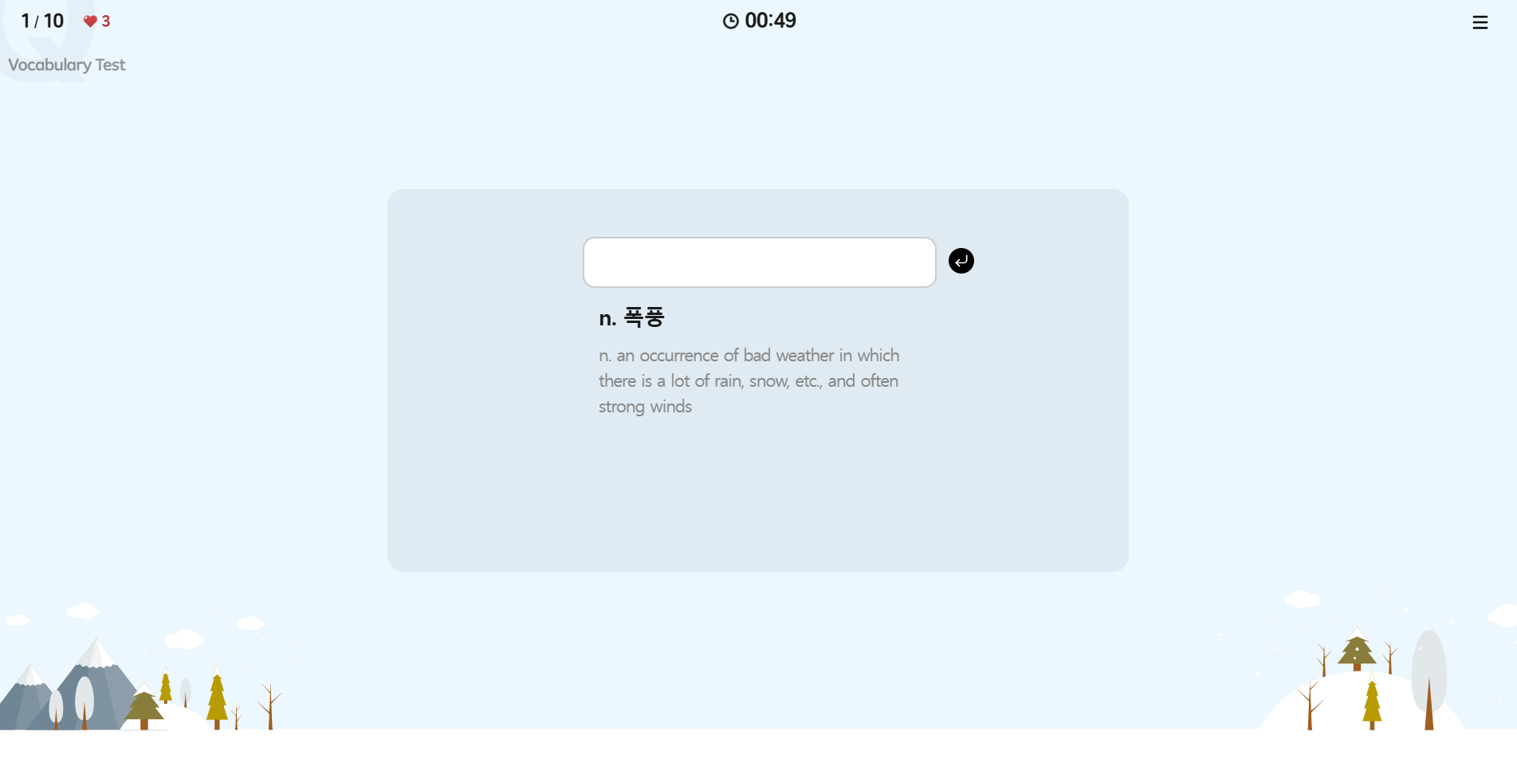 1 / 10 3
00:49
Vocabulary Test
n. 폭풍
n. an occurrence of bad weather in which
there is a lot of rain, snow, etc., and often
strong winds